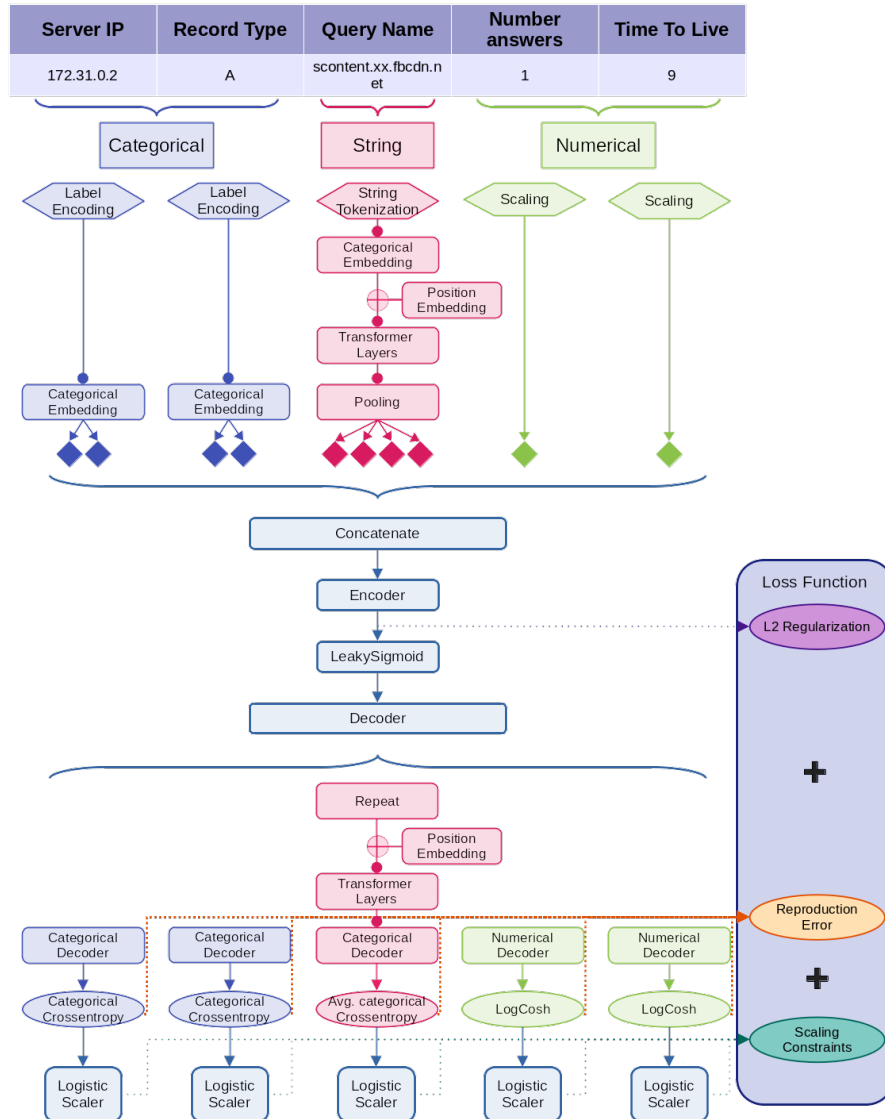 Server IP
Record Type
Query Name
Number
answers
Time To Live
172.31.0.2
A
scontent.xx.fbcdn.n
et
1
9
Categorical
String
Numerical
Label
Encoding
Label
Encoding
String
Tokenization
Scaling
Scaling
Categorical
Embedding
Position
Embedding
Transformer
Layers
Categorical
Embedding
Categorical
Embedding
Pooling
Concatenate
Encoder
LeakySigmoid
Decoder
Loss Function
L2 Regularization
+
Repeat
Position
Embedding
Transformer
Layers
Reproduction
Error
Categorical
Decoder
Categorical
Decoder
Categorical
Decoder
Numerical
Decoder
Numerical
Decoder
+
Categorical
Crossentropy
Categorical
Crossentropy
Avg. categorical
Crossentropy
LogCosh
LogCosh
Scaling
Constraints
Logistic
Scaler
Logistic
Scaler
Logistic
Scaler
Logistic
Scaler
Logistic
Scaler